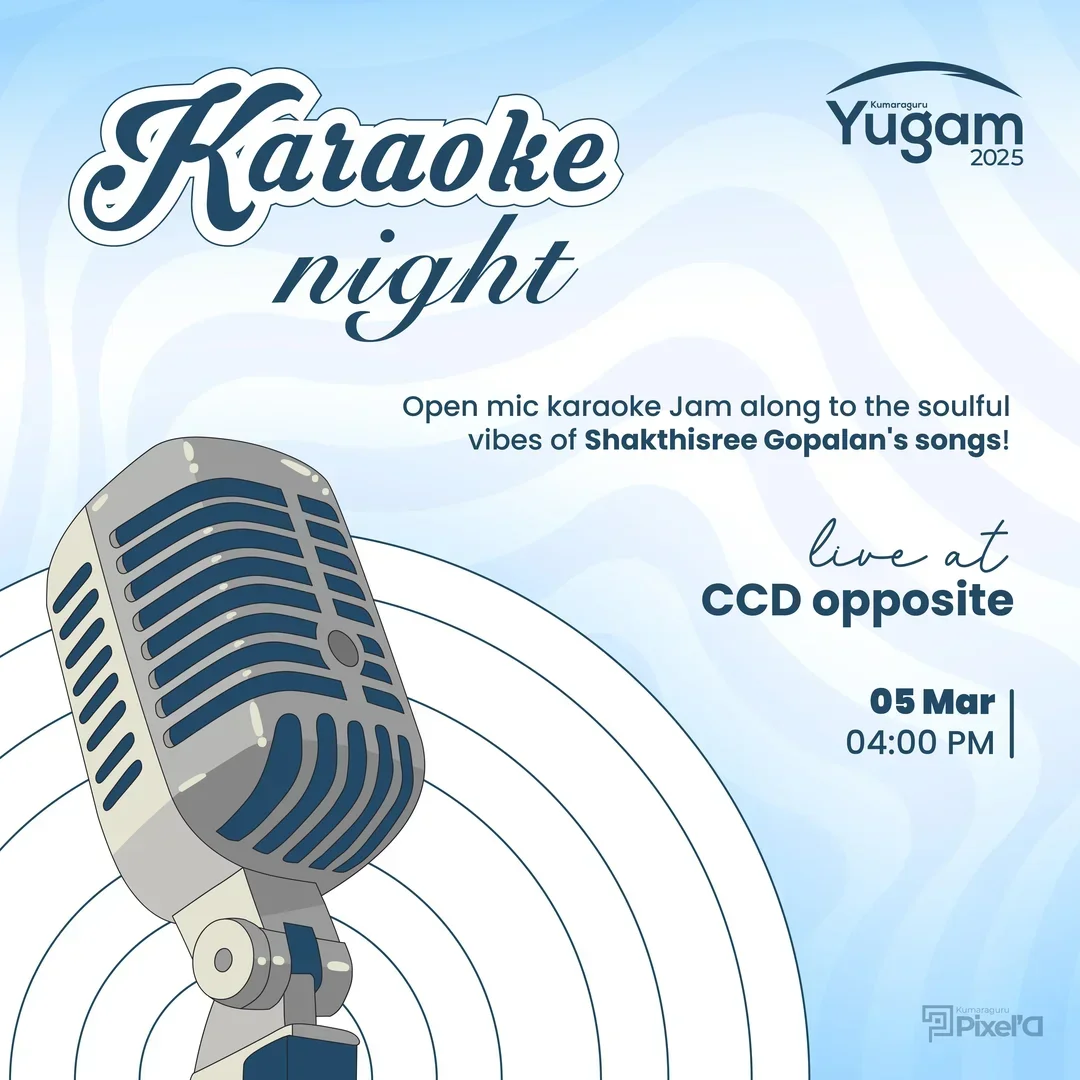 Karaoke
night
Kumaraguru
Yugam
2025
Open mic karaoke Jam along to the soulful
vibes of Shakthisree Gopalan's songs!
live at
CCD opposite
05 Mar
04:00 PM
Kumaraguru
Pixel'a